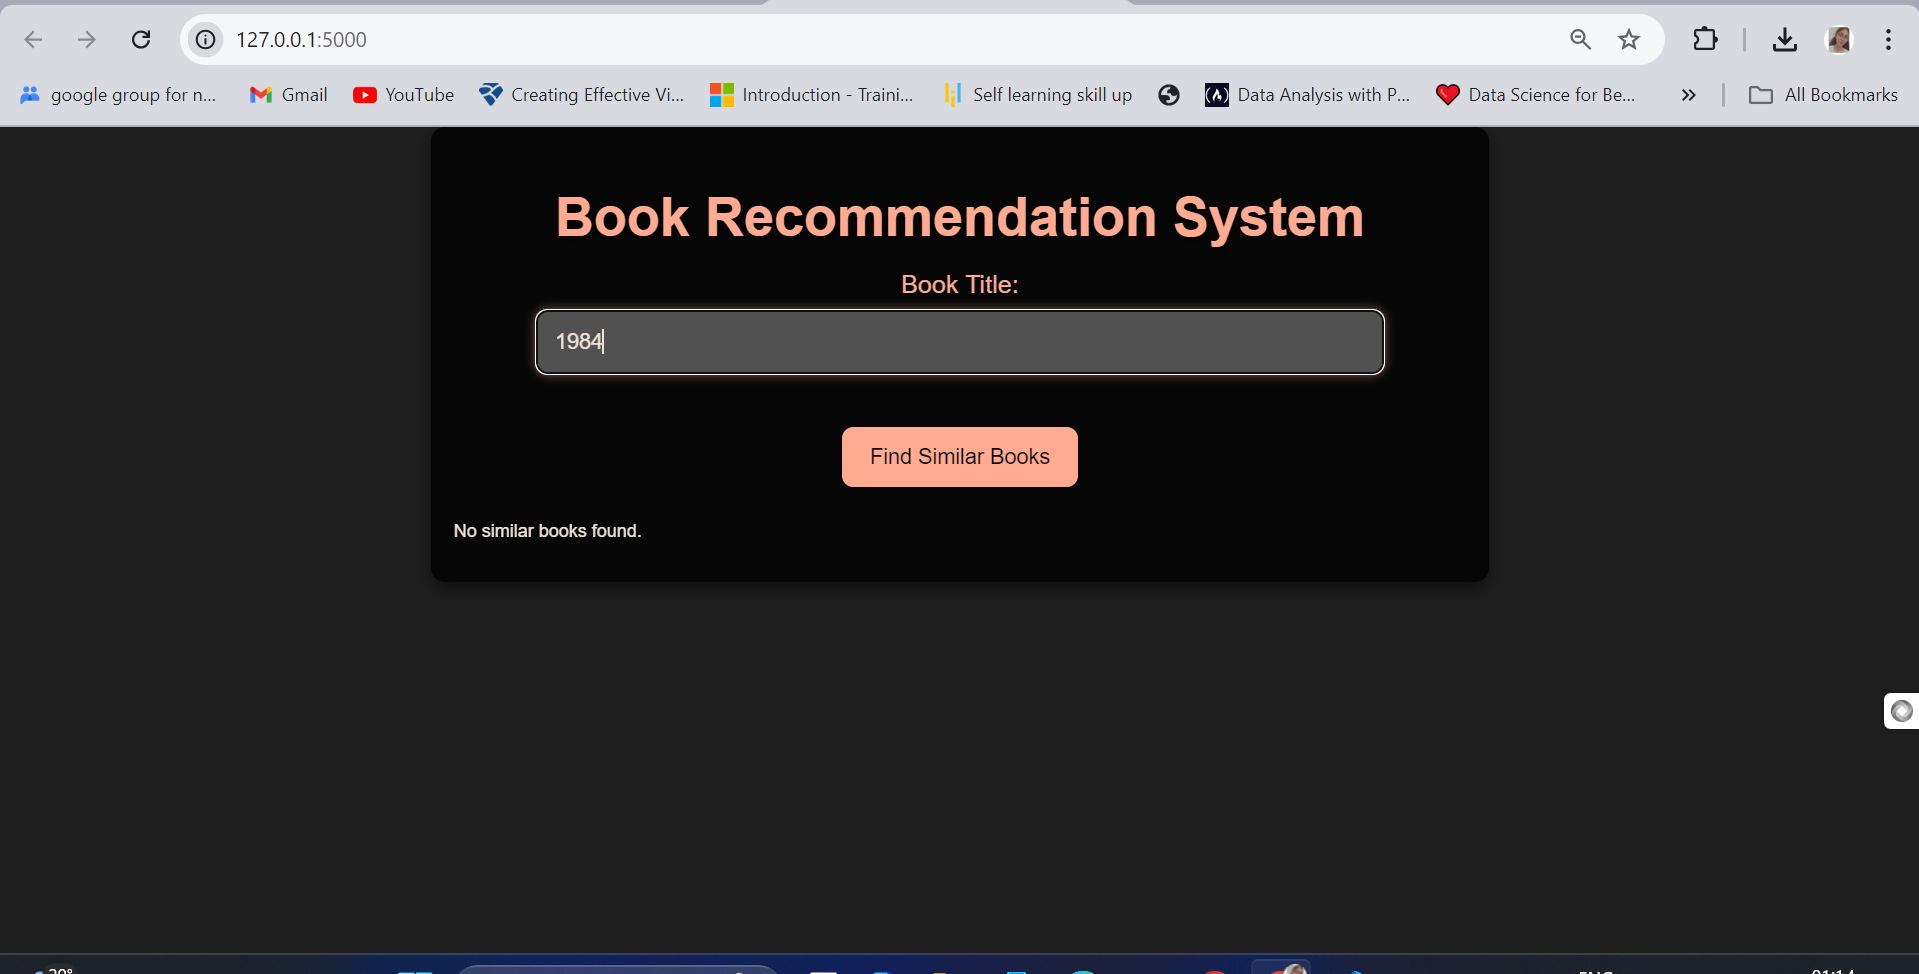 127.0.0.1:5000
google group for n... Gmail YouTube Creating Effective Vi... Introduction - Traini... Self learning skill up Data Analysis with P... Data Science for Be... » All Bookmarks
Book Recommendation System
Book Title:
1984
Find Similar Books
No similar books found.